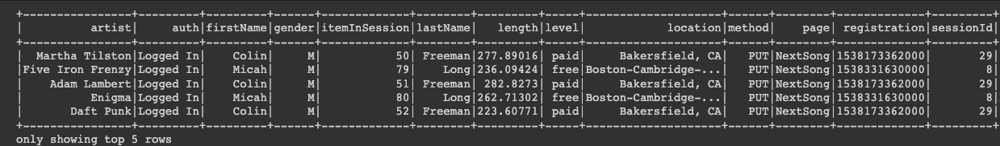 +----------------+---------+---------+------+-------------+--------+---------+-----+--------------------+------+--------+-------------+---------+
|          artist|     auth|firstName|gender|itemInSession|lastName|   length|level|            location|method|    page| registration|sessionId|
+----------------+---------+---------+------+-------------+--------+---------+-----+--------------------+------+--------+-------------+---------+
|  Martha Tilston|Logged In|    Colin|     M|           50| Freeman|277.89016| paid|     Bakersfield, CA|   PUT|NextSong|1538173362000|       29|
|Five Iron Frenzy|Logged In|    Micah|     M|           79|    Long|236.09424| free|Boston-Cambridge-...|   PUT|NextSong|1538331630000|        8|
|    Adam Lambert|Logged In|    Colin|     M|           51| Freeman| 282.8273| paid|     Bakersfield, CA|   PUT|NextSong|1538173362000|       29|
|          Enigma|Logged In|    Micah|     M|           80|    Long|262.71302| free|Boston-Cambridge-...|   PUT|NextSong|1538331630000|        8|
|       Daft Punk|Logged In|    Colin|     M|           52| Freeman|223.60771| paid|     Bakersfield, CA|   PUT|NextSong|1538173362000|       29|
+----------------+---------+---------+------+-------------+--------+---------+-----+--------------------+------+--------+-------------+---------+
only showing top 5 rows